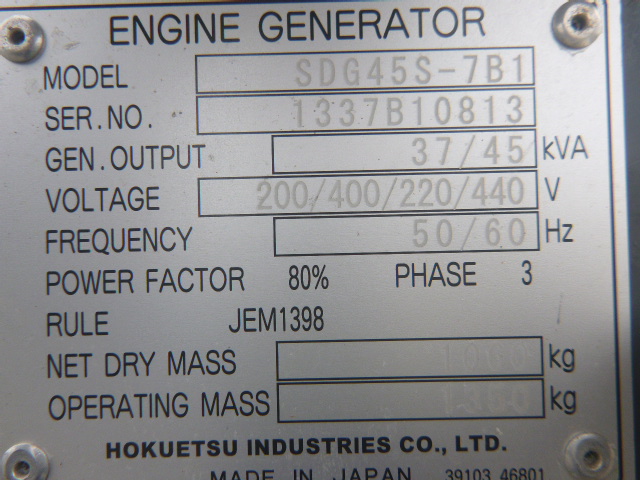 ENGINE GENERATOR
MODEL SDG45S-7B1
SER.NO. 1337B10813
GEN.OUTPUT 37/45 kVA
VOLTAGE 200/400/220/440 V
FREQUENCY 50/60 Hz
POWER FACTOR 80% PHASE 3
RULE JEM1398
NET DRY MASS kg
OPERATING MASS kg
HOKUETSU INDUSTRIES CO., LTD.
MADE IN JAPAN 39103 46801